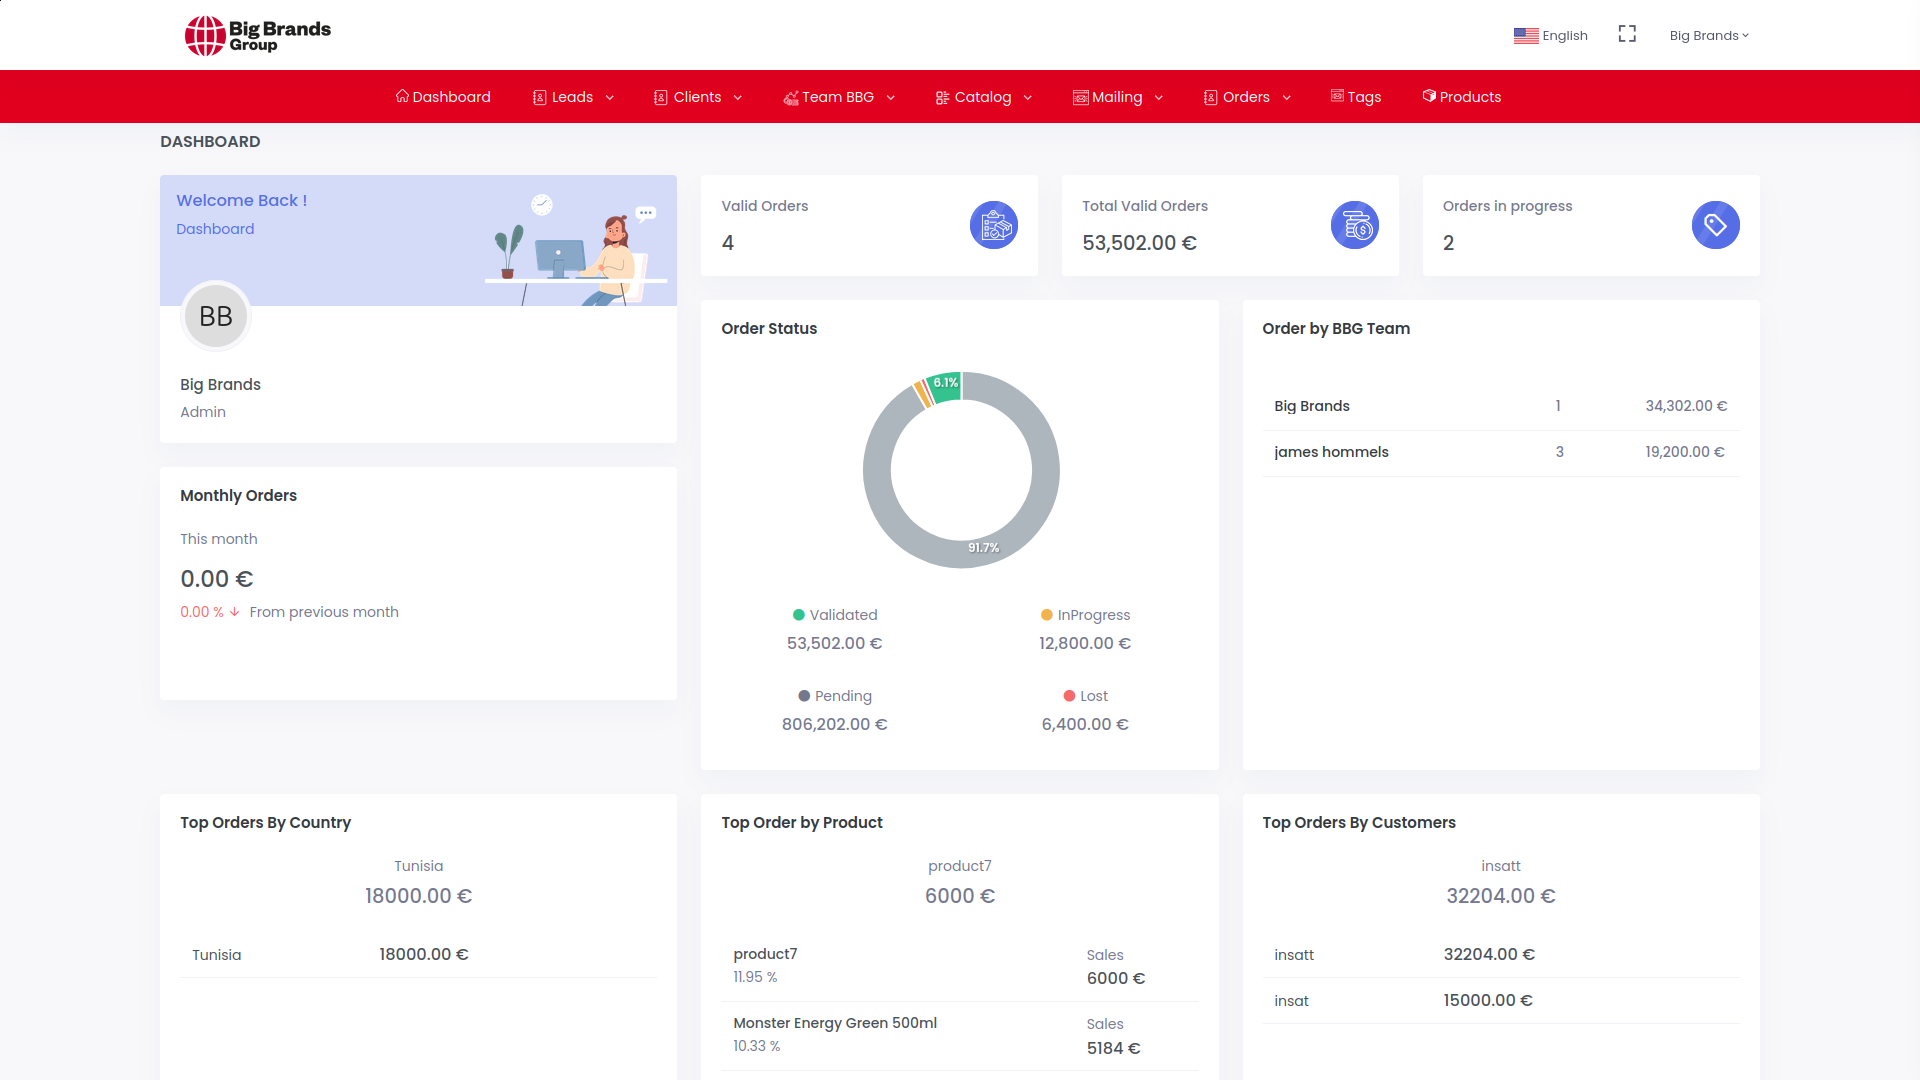 Big Brands
Group
English
Big Brands
Dashboard
Leads
Clients
Team BBG
Catalog
Mailing
Orders
Tags
Products
DASHBOARD
Welcome Back !
Dashboard
BB
Big Brands
Admin
Valid Orders
4
Total Valid Orders
53,502.00 €
Orders in progress
2
Monthly Orders
This month
0.00 €
0.00 % From previous month
Order Status
6.1%
91.7%
Validated
53,502.00 €
InProgress
12,800.00 €
Pending
806,202.00 €
Lost
6,400.00 €
Order by BBG Team
Big Brands 1 34,302.00 €
james hommels 3 19,200.00 €
Top Orders By Country
Tunisia
18000.00 €
Tunisia 18000.00 €
Top Order by Product
product7
6000 €
product7 Sales
11.95 % 6000 €
Monster Energy Green 500ml Sales
10.33 % 5184 €
Top Orders By Customers
insatt
32204.00 €
insatt 32204.00 €
insat 15000.00 €